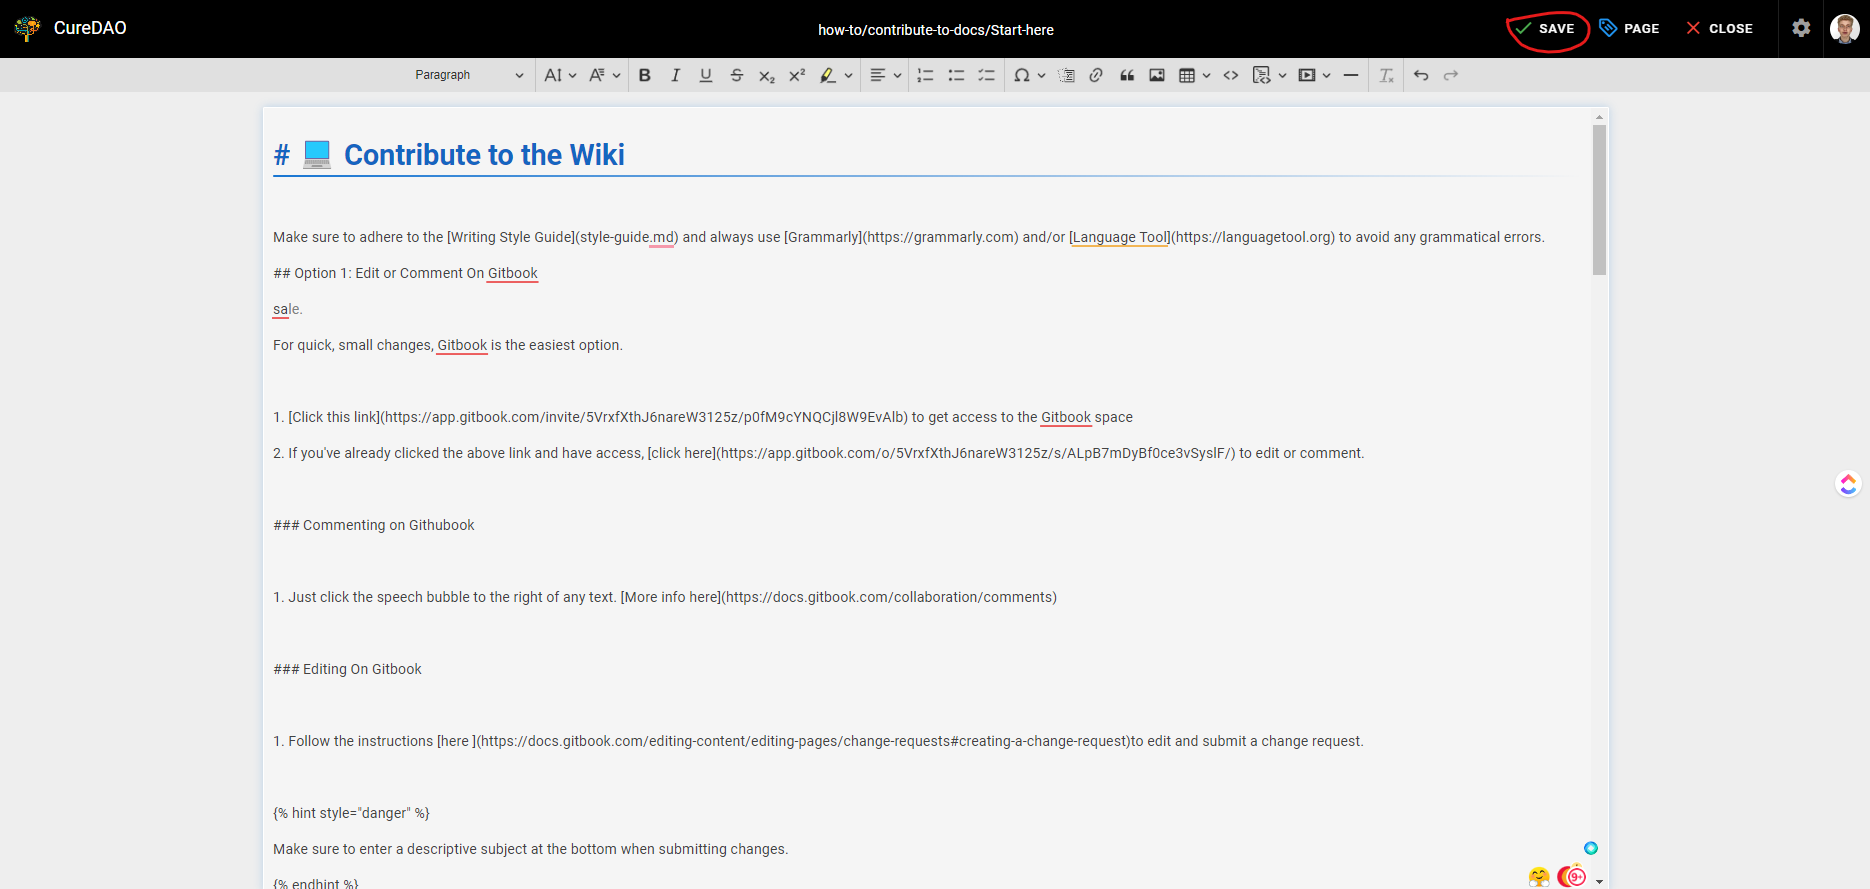 CureDAO
how-to/contribute-to-docs/Start-here
SAVE
PAGE
CLOSE
Paragraph
# 💻 Contribute to the Wiki
Make sure to adhere to the [Writing Style Guide](style-guide.md) and always use [Grammarly](https://grammarly.com) and/or [Language Tool](https://languagetool.org) to avoid any grammatical errors.
## Option 1: Edit or Comment On Gitbook
sale.
For quick, small changes, Gitbook is the easiest option.
1. [Click this link](https://app.gitbook.com/invite/5VrxfXthJ6nareW3125z/p0fM9cYNQCjl8W9EvAlb) to get access to the Gitbook space
2. If you've already clicked the above link and have access, [click here](https://app.gitbook.com/o/5VrxfXthJ6nareW3125z/s/ALpB7mDyBf0ce3vSyslF/) to edit or comment.
### Commenting on Githubook
1. Just click the speech bubble to the right of any text. [More info here](https://docs.gitbook.com/collaboration/comments)
### Editing On Gitbook
1. Follow the instructions [here ](https://docs.gitbook.com/editing-content/editing-pages/change-requests#creating-a-change-request)to edit and submit a change request.
{% hint style="danger" %}
Make sure to enter a descriptive subject at the bottom when submitting changes.
{% endhint %}
9+